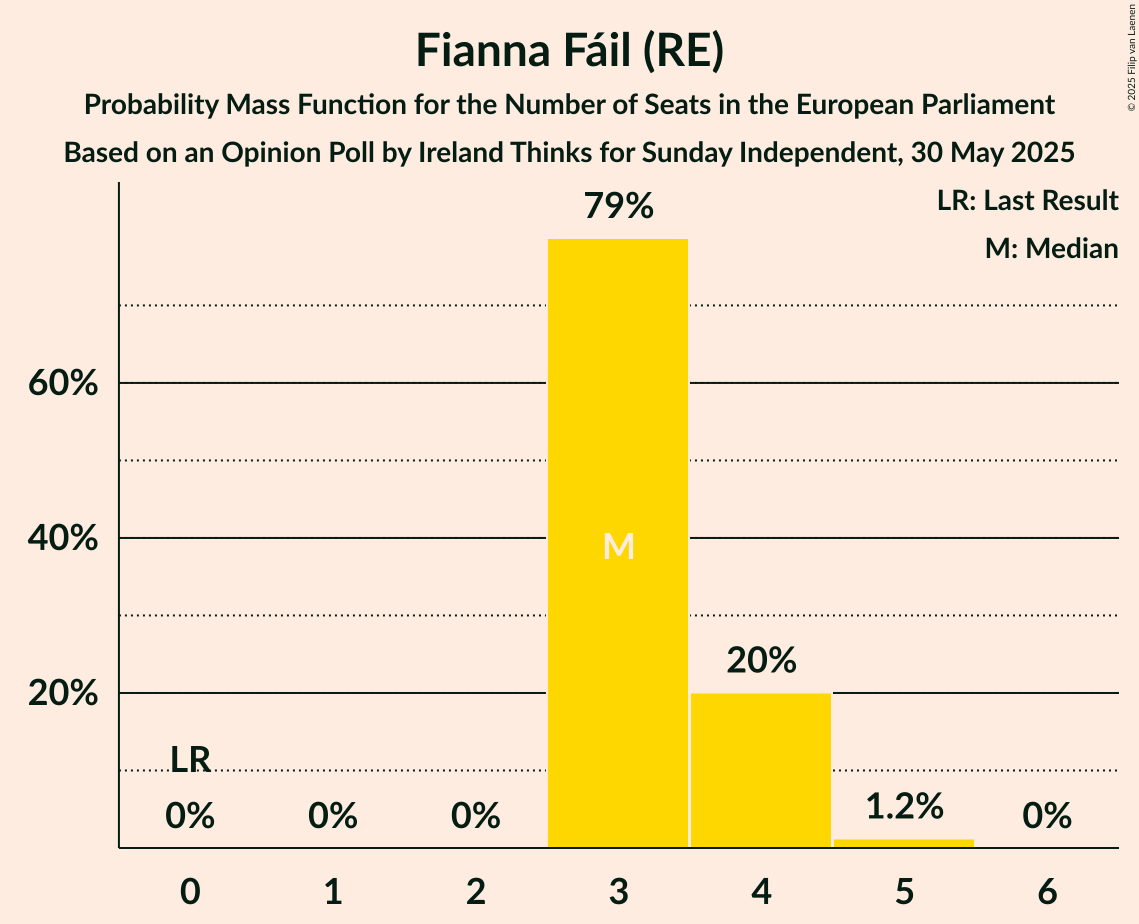 Fianna Fáil (RE)
Probability Mass Function for the Number of Seats in the European Parliament
Based on an Opinion Poll by Ireland Thinks for Sunday Independent, 30 May 2025
© 2025 Filip van Laenen
LR: Last Result
M: Median
79%
60%
40%
M
20%
20%
LR
0%
0%
0%
1.2%
0%
0
1
2
3
4
5
6